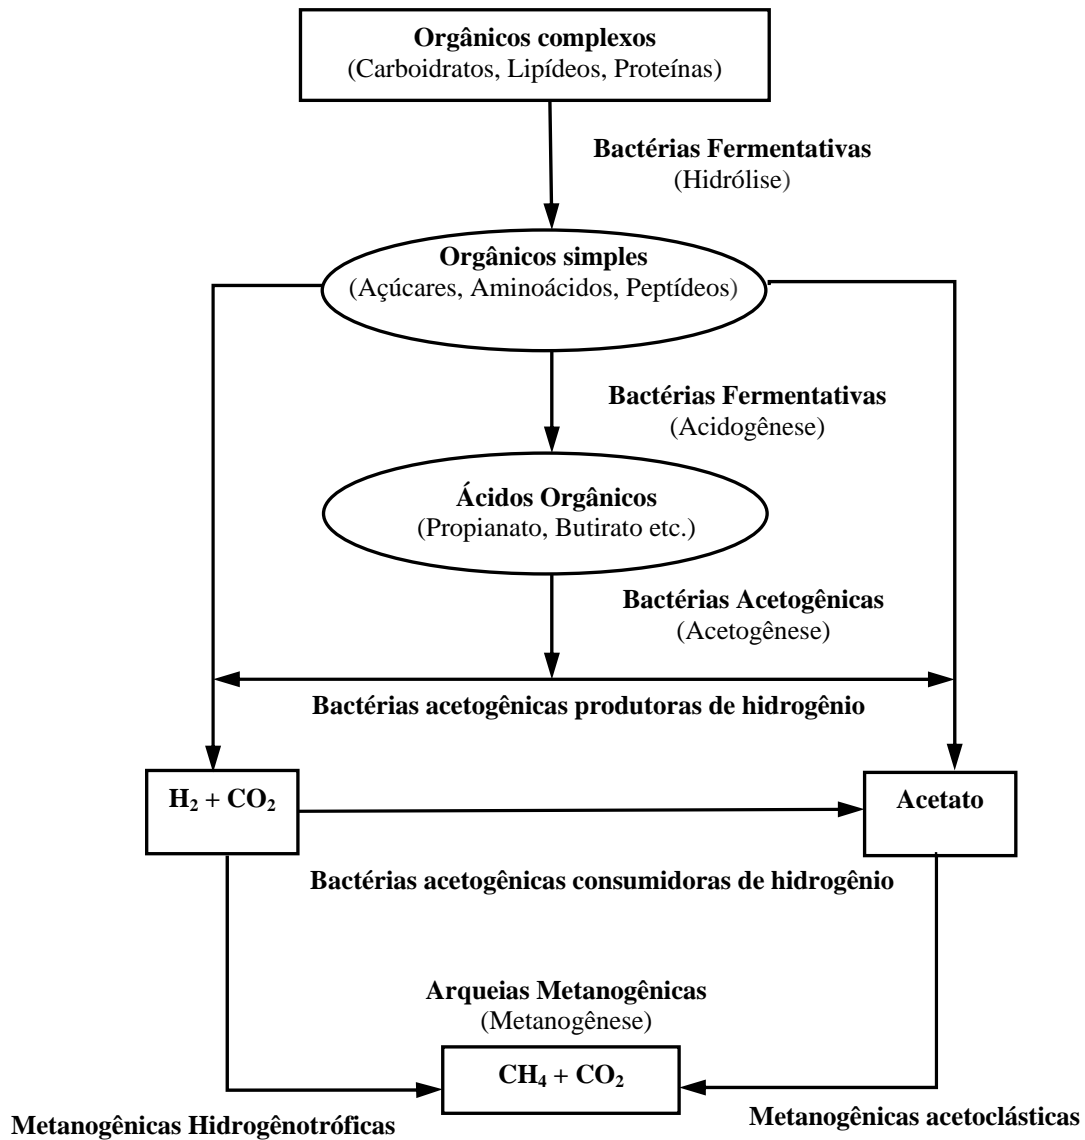 Orgânicos complexos
(Carboidratos, Lipídeos, Proteínas)
Bactérias Fermentativas
(Hidrólise)
Orgânicos simples
(Açúcares, Aminoácidos, Peptídeos)
Bactérias Fermentativas
(Acidogênese)
Ácidos Orgânicos
(Propianato, Butirato etc.)
Bactérias Acetogênicas
(Acetogênese)
Bactérias acetogênicas produtoras de hidrogênio
H₂ + CO₂
Acetato
Bactérias acetogênicas consumidoras de hidrogênio
Arqueias Metanogênicas
(Metanogênese)
CH₄ + CO₂
Metanogênicas Hidrogênotróficas
Metanogênicas acetoclásticas